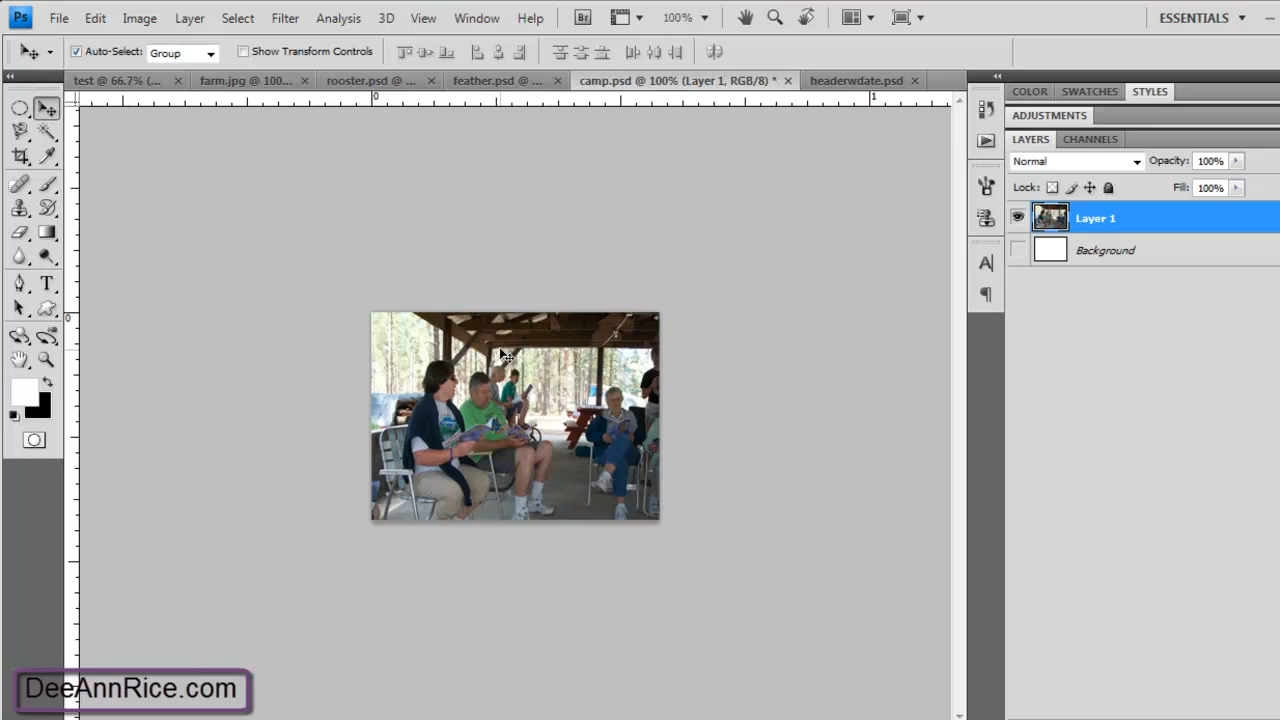 Ps File Edit Image Layer Select Filter Analysis 3D View Window Help Br 100% ESSENTIALS
Auto-Select: Group Show Transform Controls
test @ 66.7% (... × farm.jpg @ 100... × rooster.psd @ ... × feather.psd @ ... × camp.psd @ 100% (Layer 1, RGB/8) * × headerwdate.psd ×
COLOR SWATCHES STYLES
0 1
ADJUSTMENTS
LAYERS CHANNELS
Normal Opacity: 100%
Lock: Fill: 100%
Layer 1
Background
0
DeeAnnRice.com